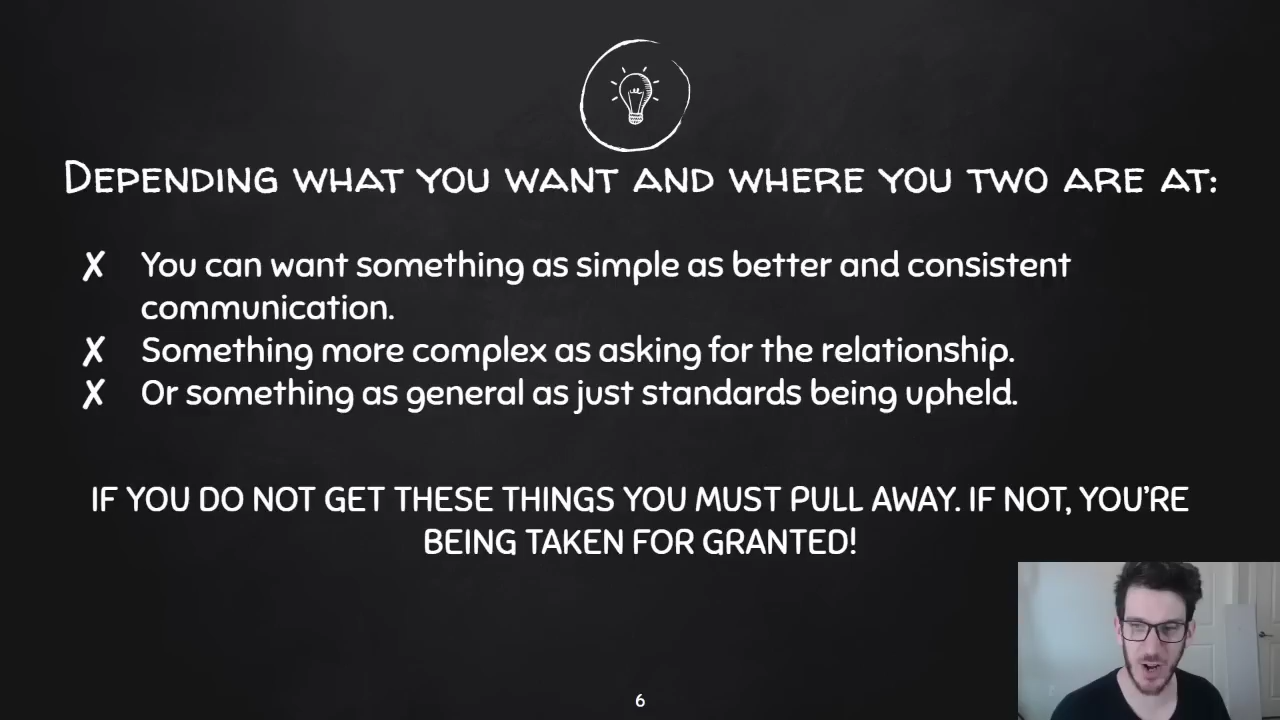 Depending what you want and where you two are at:
✗ You can want something as simple as better and consistent
communication.
✗ Something more complex as asking for the relationship.
✗ Or something as general as just standards being upheld.
IF YOU DO NOT GET THESE THINGS YOU MUST PULL AWAY. IF NOT, YOU'RE
BEING TAKEN FOR GRANTED!
6